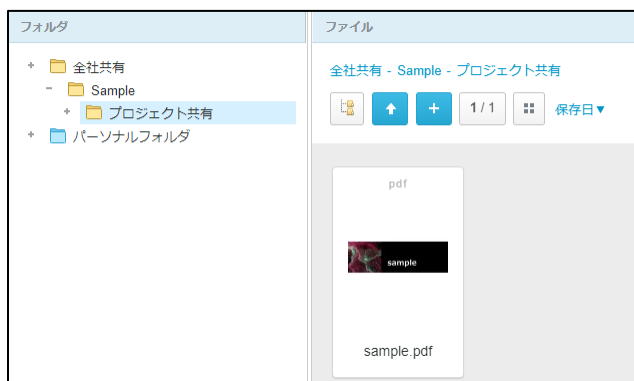 フォルダ
全社共有
Sample
プロジェクト共有
パーソナルフォルダ
ファイル
全社共有 - Sample - プロジェクト共有
1 / 1
保存日▼
pdf
sample
sample.pdf